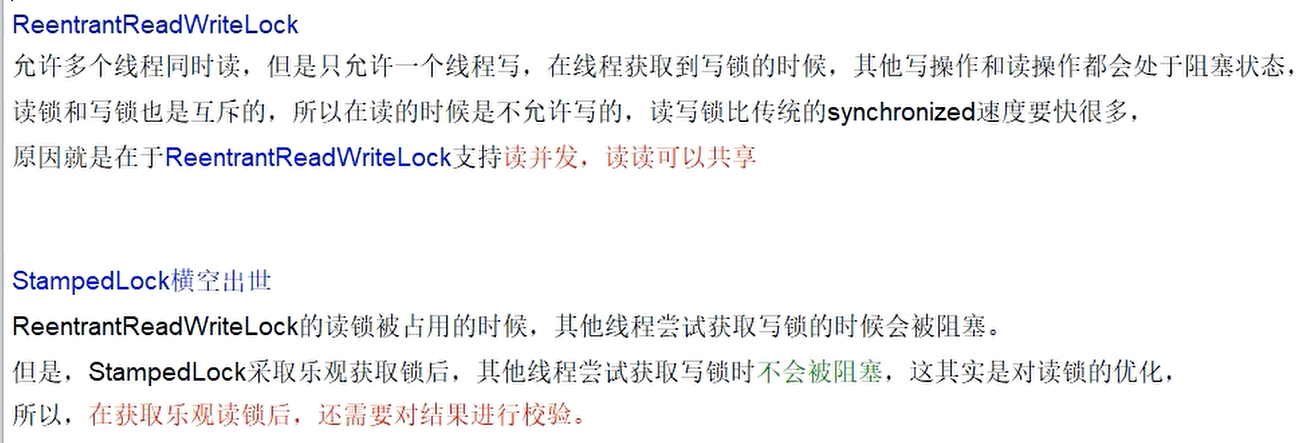 ReentrantReadWriteLock
允许多个线程同时读，但是只允许一个线程写，在线程获取到写锁的时候，其他写操作和读操作都会处于阻塞状态，
读锁和写锁也是互斥的，所以在读的时候是不允许写的，读写锁比传统的synchronized速度要快很多，
原因就是在于ReentrantReadWriteLock支持读并发，读读可以共享
StampedLock横空出世
ReentrantReadWriteLock的读锁被占用的时候，其他线程尝试获取写锁的时候会被阻塞。
但是，StampedLock采取乐观获取锁后，其他线程尝试获取写锁时不会被阻塞，这其实是对读锁的优化，
所以，在获取乐观读锁后，还需要对结果进行校验。